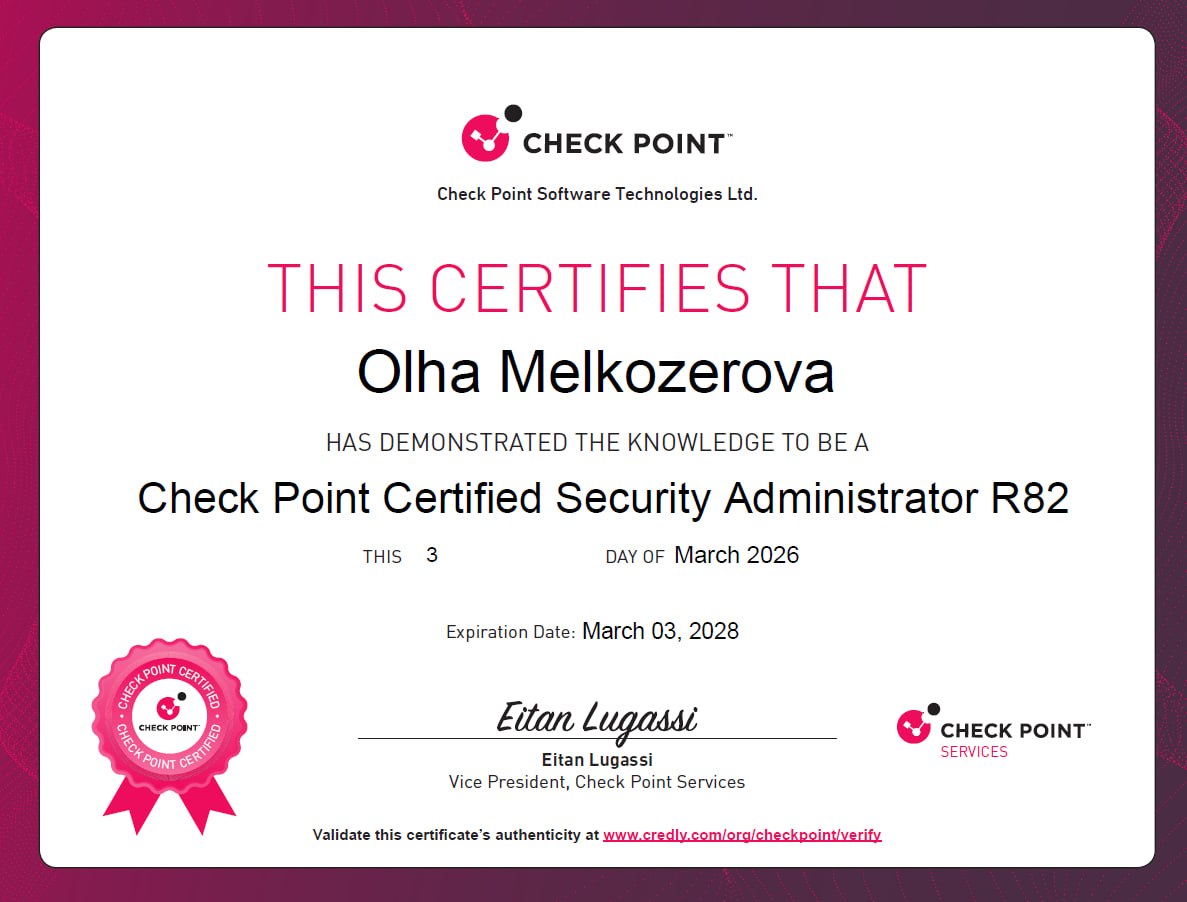 CHECK POINT™
Check Point Software Technologies Ltd.
THIS CERTIFIES THAT
Olha Melkozerova
HAS DEMONSTRATED THE KNOWLEDGE TO BE A
Check Point Certified Security Administrator R82
THIS 3 DAY OF March 2026
Expiration Date: March 03, 2028
CHECK POINT CERTIFIED
CHECK POINT™
CHECK POINT CERTIFIED
Eitan Lugassi
Eitan Lugassi
Vice President, Check Point Services
CHECK POINT™
SERVICES
Validate this certificate's authenticity at www.credly.com/org/checkpoint/verify